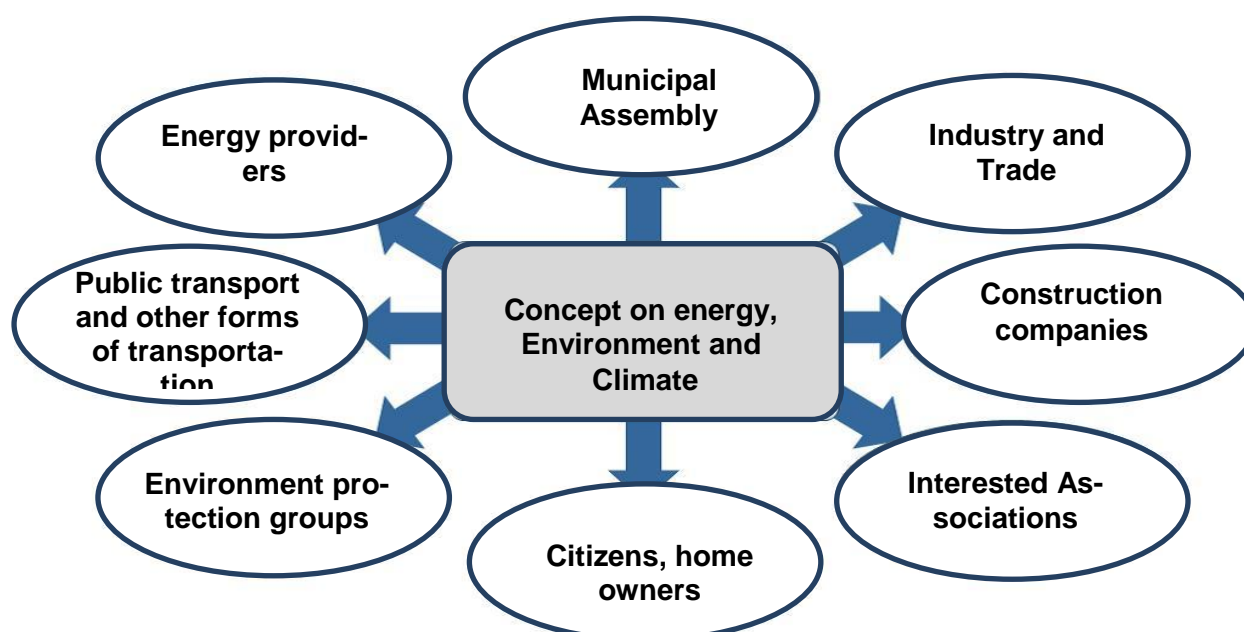 Municipal
Assembly
Energy provid-
ers
Industry and
Trade
Public transport
and other forms
of transporta-
tion
Concept on energy,
Environment and
Climate
Construction
companies
Environment pro-
tection groups
Interested As-
sociations
Citizens, home
owners